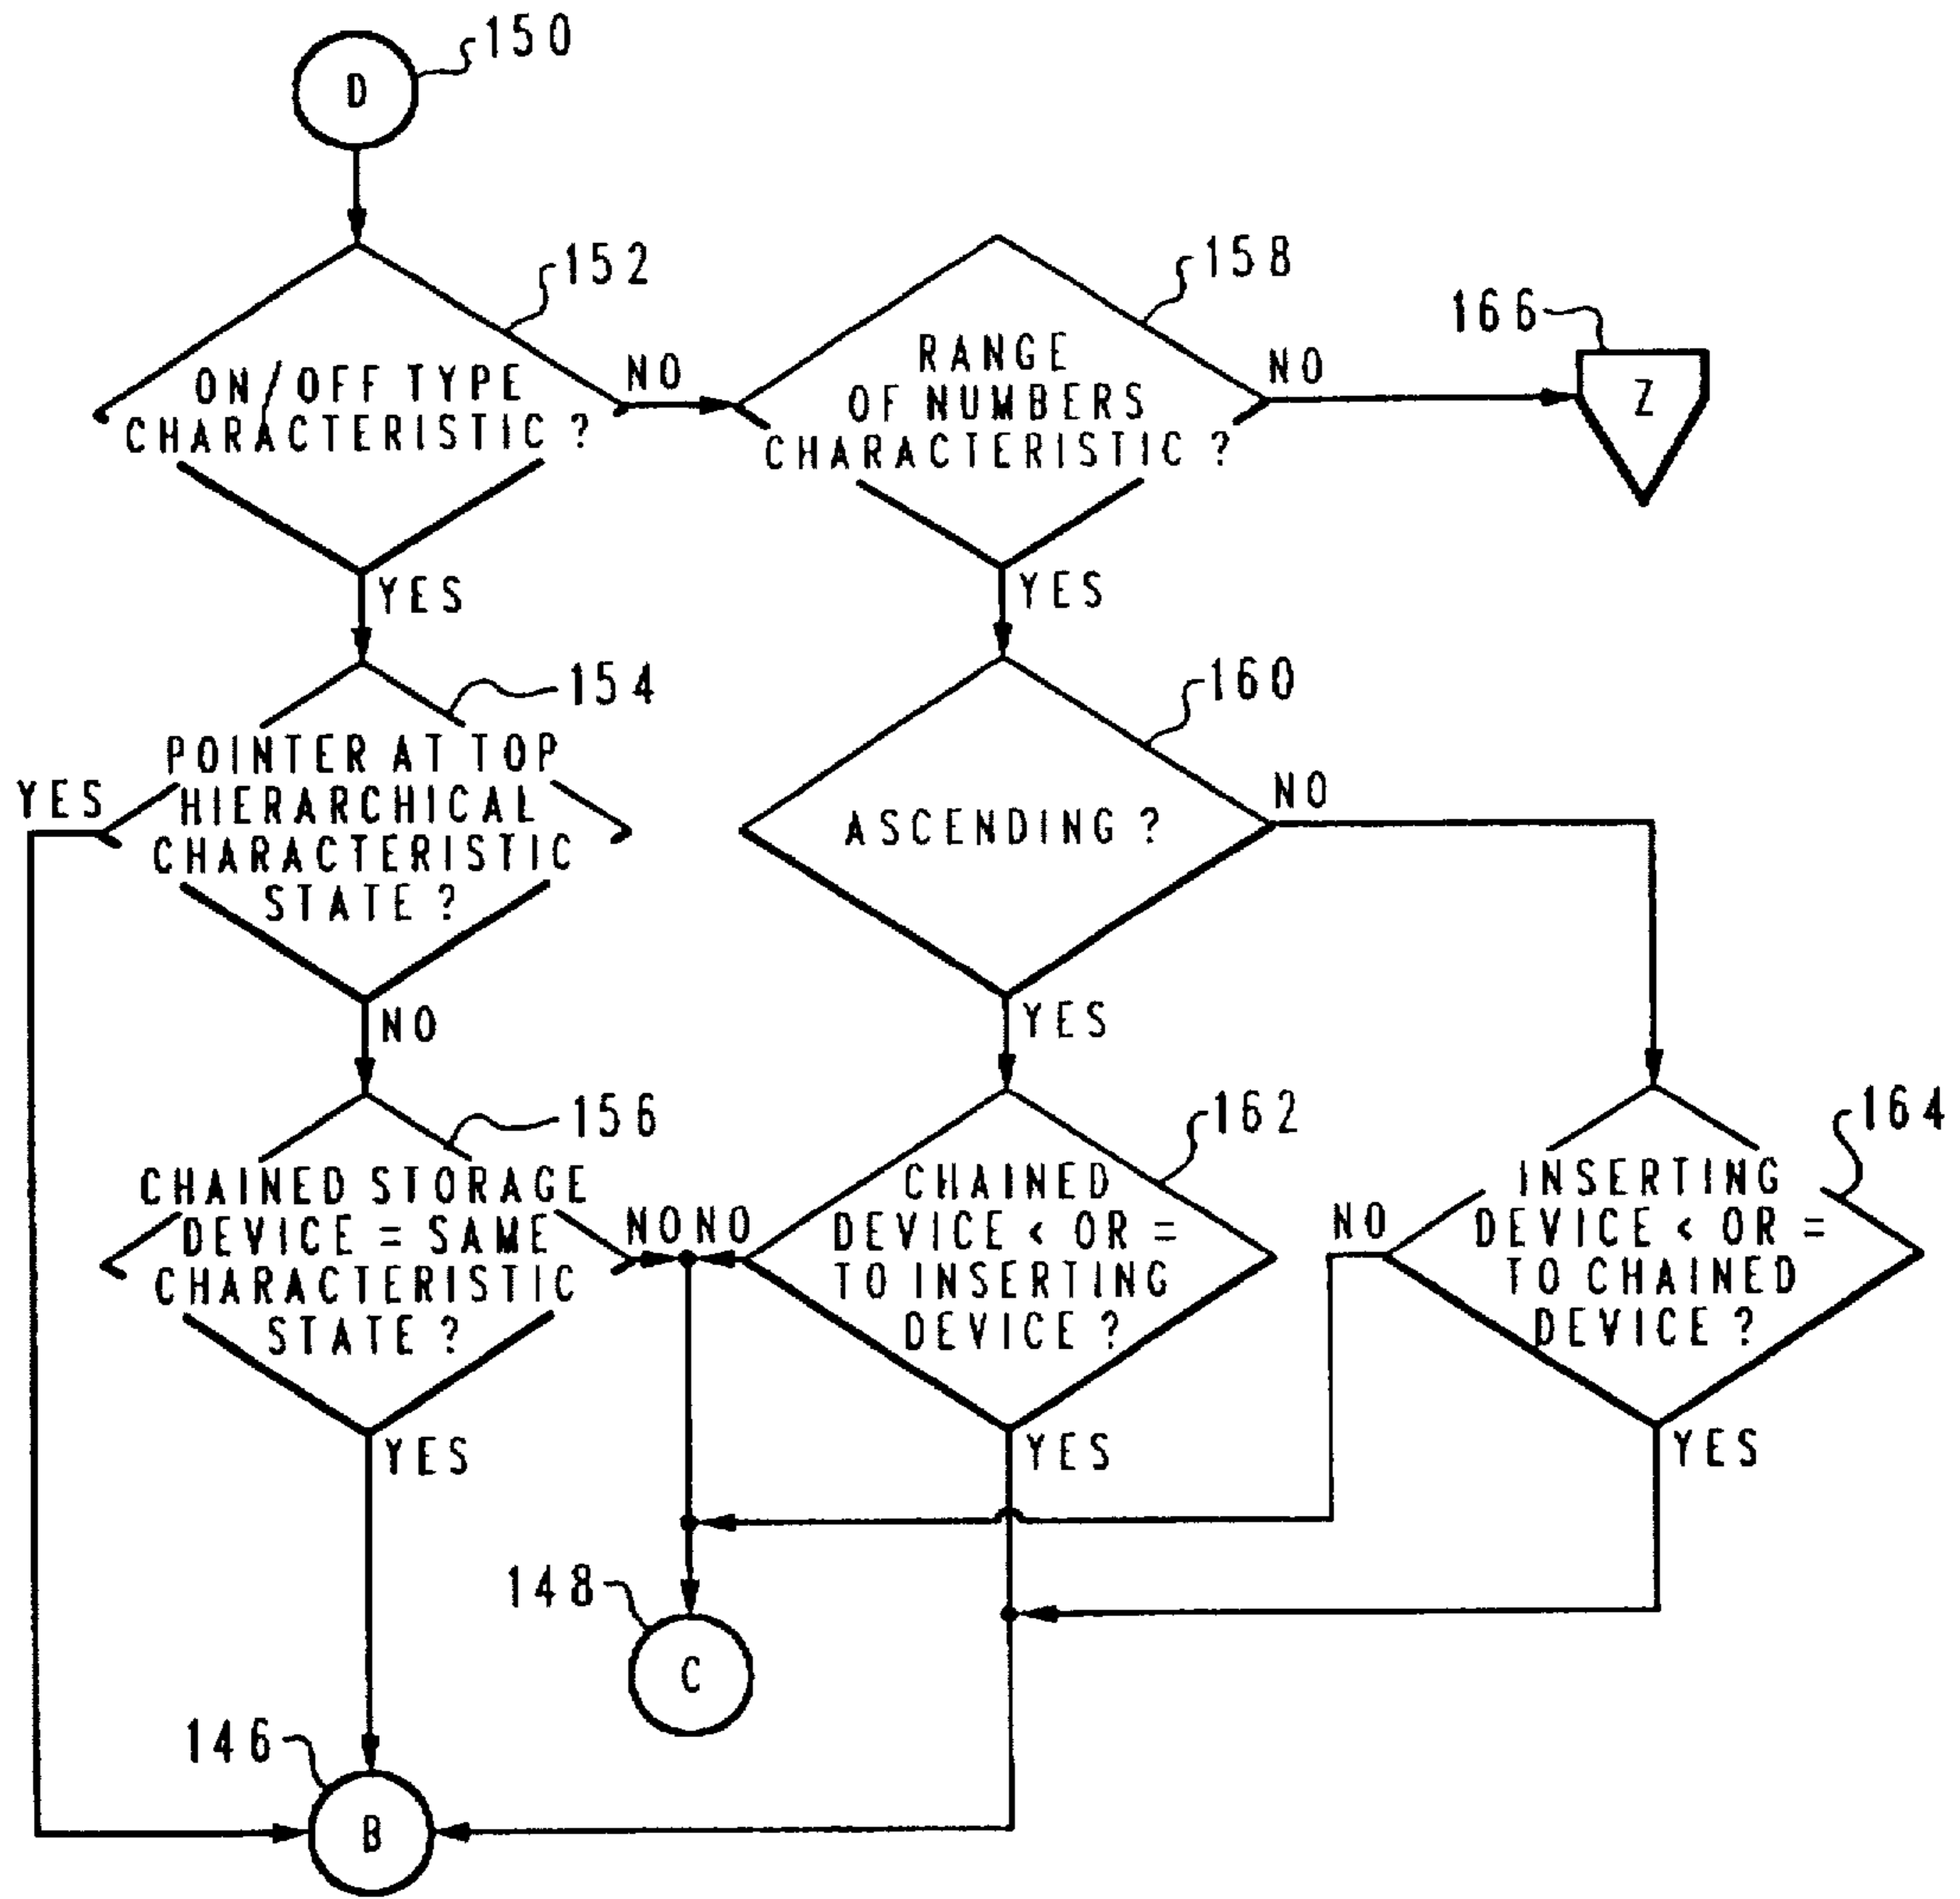 150
D
152
ON/OFF TYPE
CHARACTERISTIC ?
NO
YES
158
RANGE
OF NUMBERS
CHARACTERISTIC ?
NO
YES
166
Z
154
POINTER AT TOP
HIERARCHICAL
CHARACTERISTIC
STATE ?
YES
NO
160
ASCENDING ?
NO
YES
156
CHAINED STORAGE
DEVICE = SAME
CHARACTERISTIC
STATE ?
NO
YES
162
CHAINED
DEVICE < OR =
TO INSERTING
DEVICE ?
NO
YES
164
INSERTING
DEVICE < OR =
TO CHAINED
DEVICE ?
NO
YES
148
C
146
B